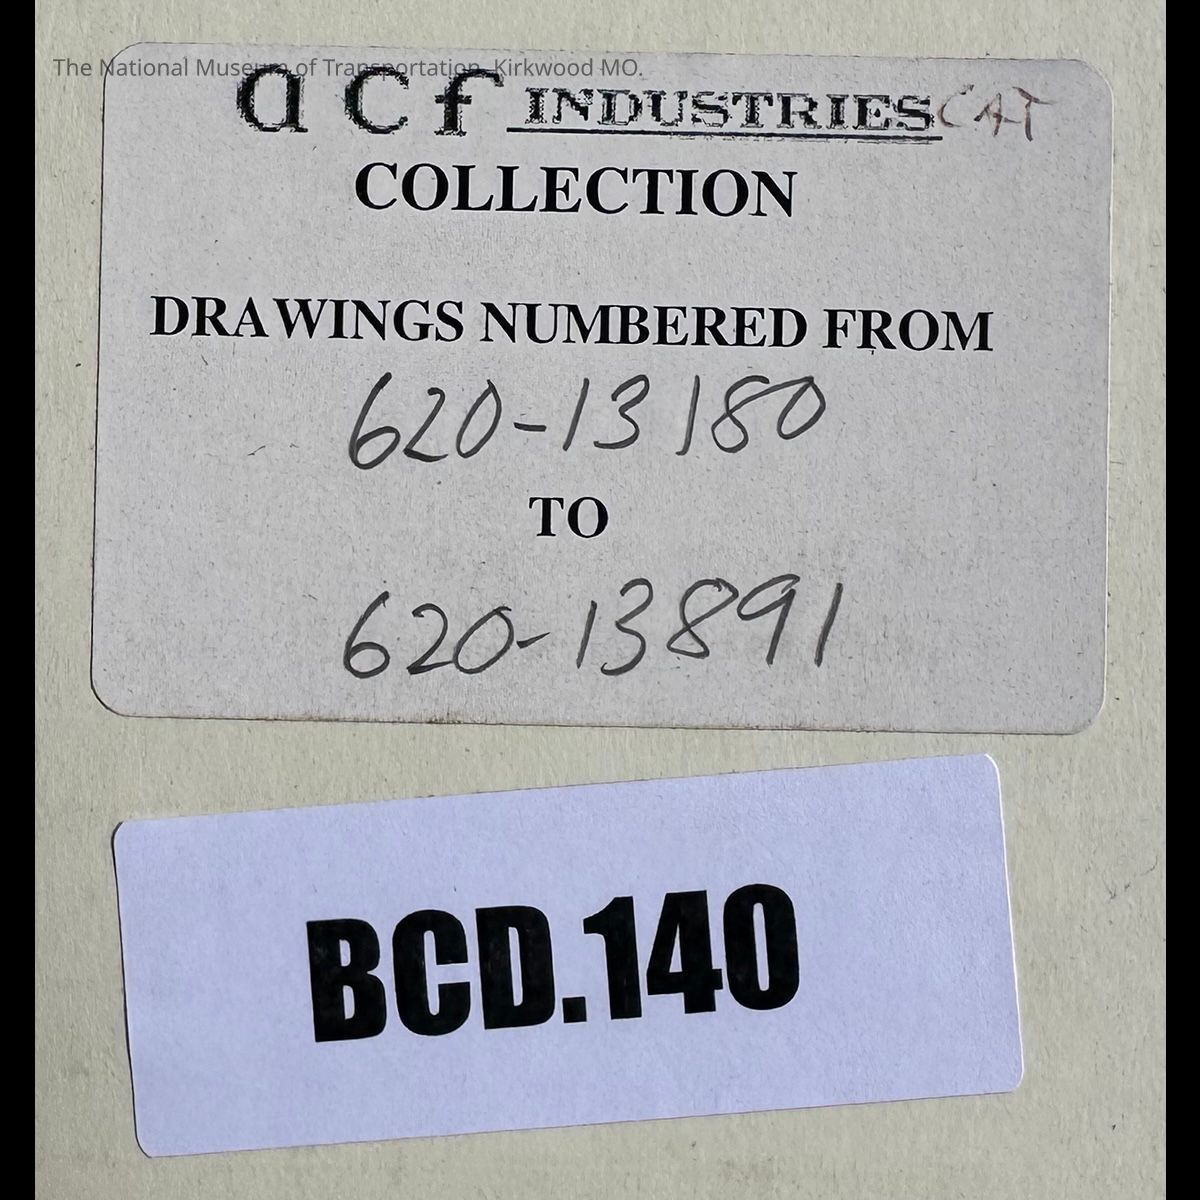 The National Museum of Transportation, Kirkwood MO.
acf INDUSTRIES CAT
COLLECTION
DRAWINGS NUMBERED FROM
620-13180
TO
620-13891
BCD.140